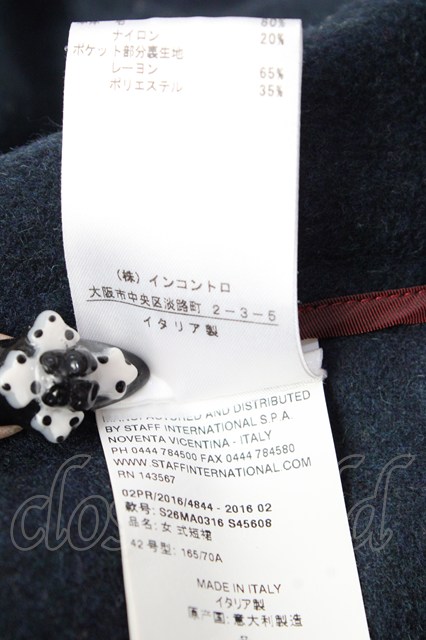 毛 80%
ナイロン 20%
ポケット部分裏生地
レーヨン 65%
ポリエステル 35%
(株) インコントロ
大阪市中央区淡路町 2-3-5
イタリア製
MANUFACTURED AND DISTRIBUTED
BY STAFF INTERNATIONAL S.P.A.
NOVENTA VICENTINA - ITALY
PH 0444 784500 FAX 0444 784580
WWW.STAFFINTERNATIONAL.COM
RN 143567
02PR/2016/4844 - 2016 02
款号: S26MA0316 S45608
品名: 女 式短裙
42 号型: 165/70A
MADE IN ITALY
イタリア製
原产国: 意大利製造